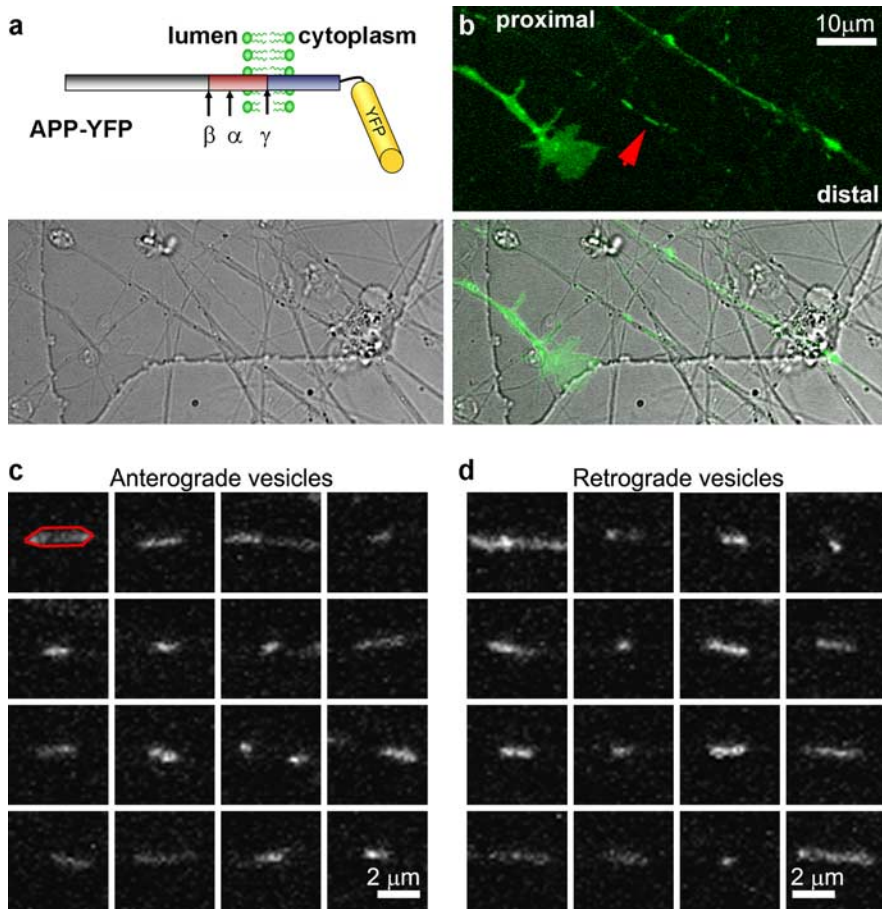 a
lumen cytoplasm
APP-YFP
β α γ
YFP
b
proximal
10μm
distal
c
Anterograde vesicles
2 μm
d
Retrograde vesicles
2 μm